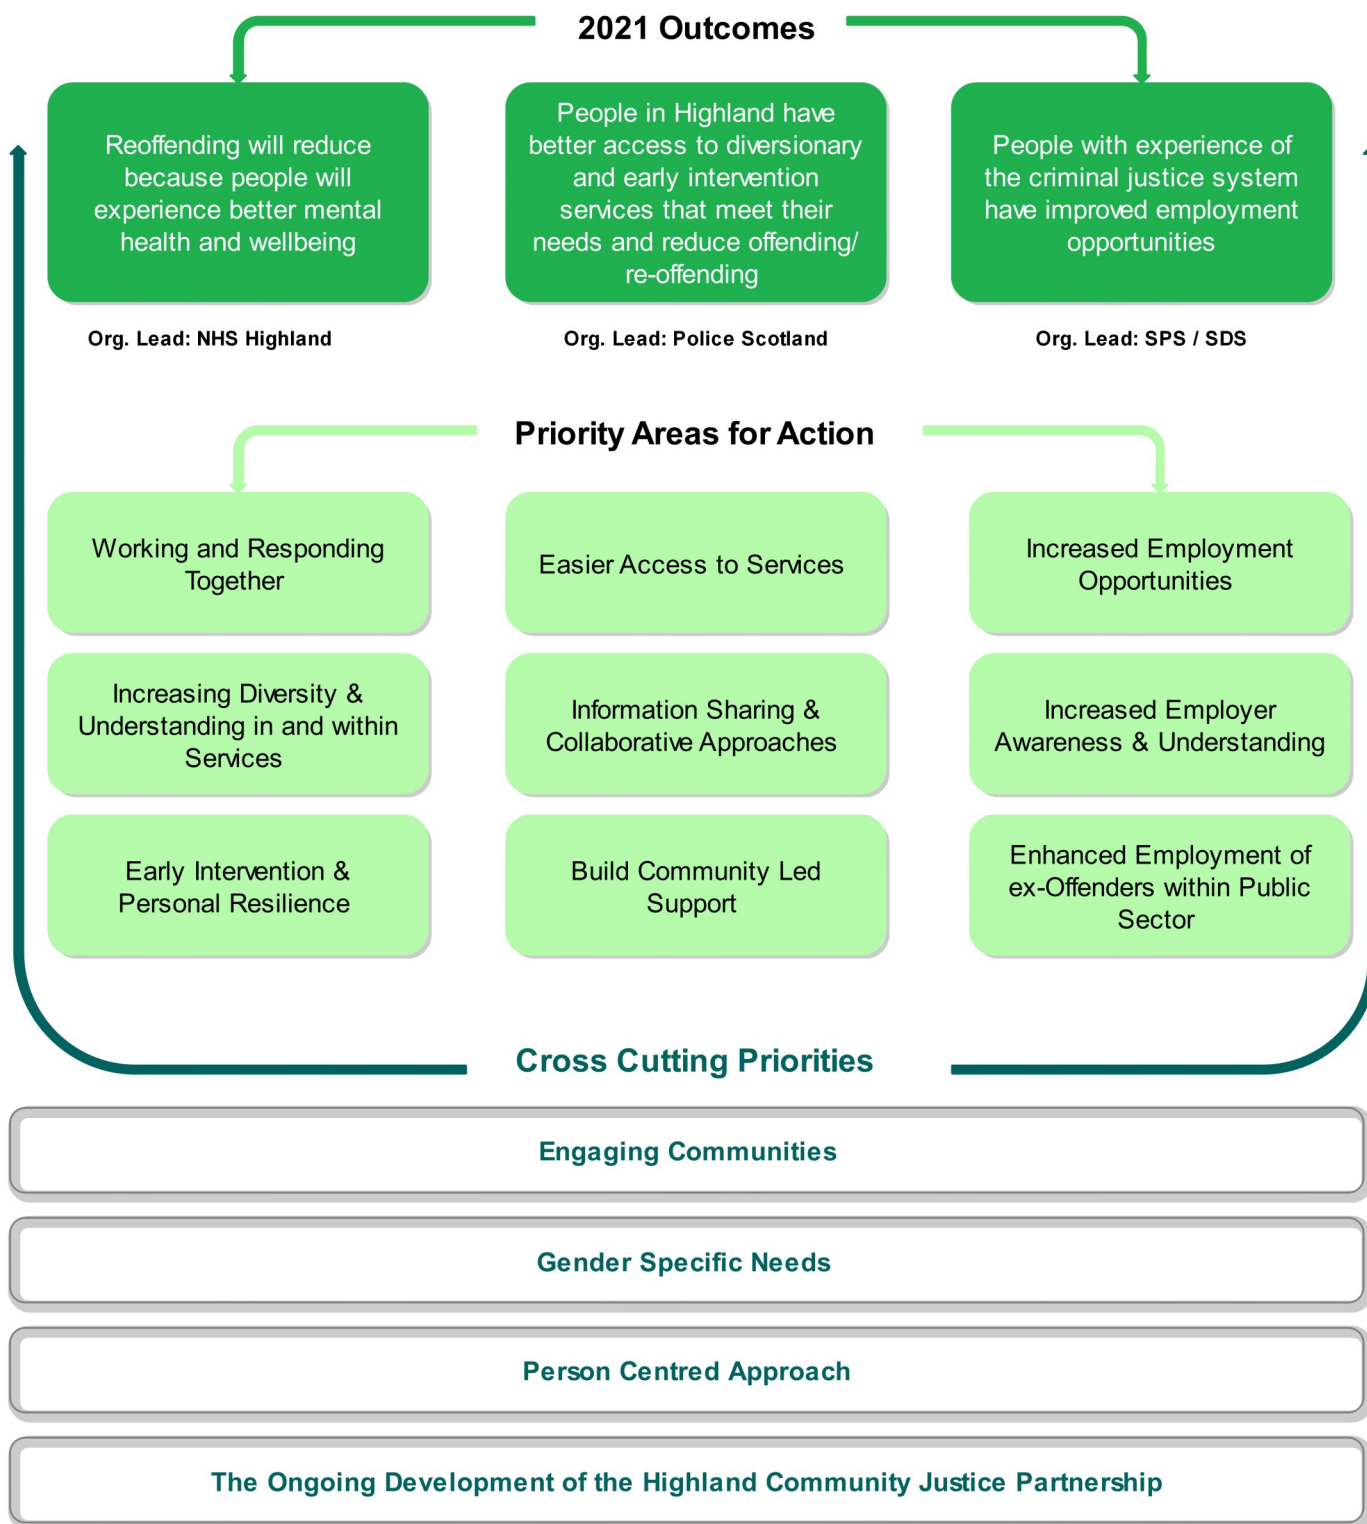 2021 Outcomes
Reoffending will reduce
because people will
experience better mental
health and wellbeing
Org. Lead: NHS Highland
People in Highland have
better access to diversionary
and early intervention
services that meet their
needs and reduce offending/
re-offending
Org. Lead: Police Scotland
People with experience of
the criminal justice system
have improved employment
opportunities
Org. Lead: SPS / SDS
Priority Areas for Action
Working and Responding
Together
Easier Access to Services
Increased Employment
Opportunities
Increasing Diversity &
Understanding in and within
Services
Information Sharing &
Collaborative Approaches
Increased Employer
Awareness & Understanding
Early Intervention &
Personal Resilience
Build Community Led
Support
Enhanced Employment of
ex-Offenders within Public
Sector
Cross Cutting Priorities
Engaging Communities
Gender Specific Needs
Person Centred Approach
The Ongoing Development of the Highland Community Justice Partnership